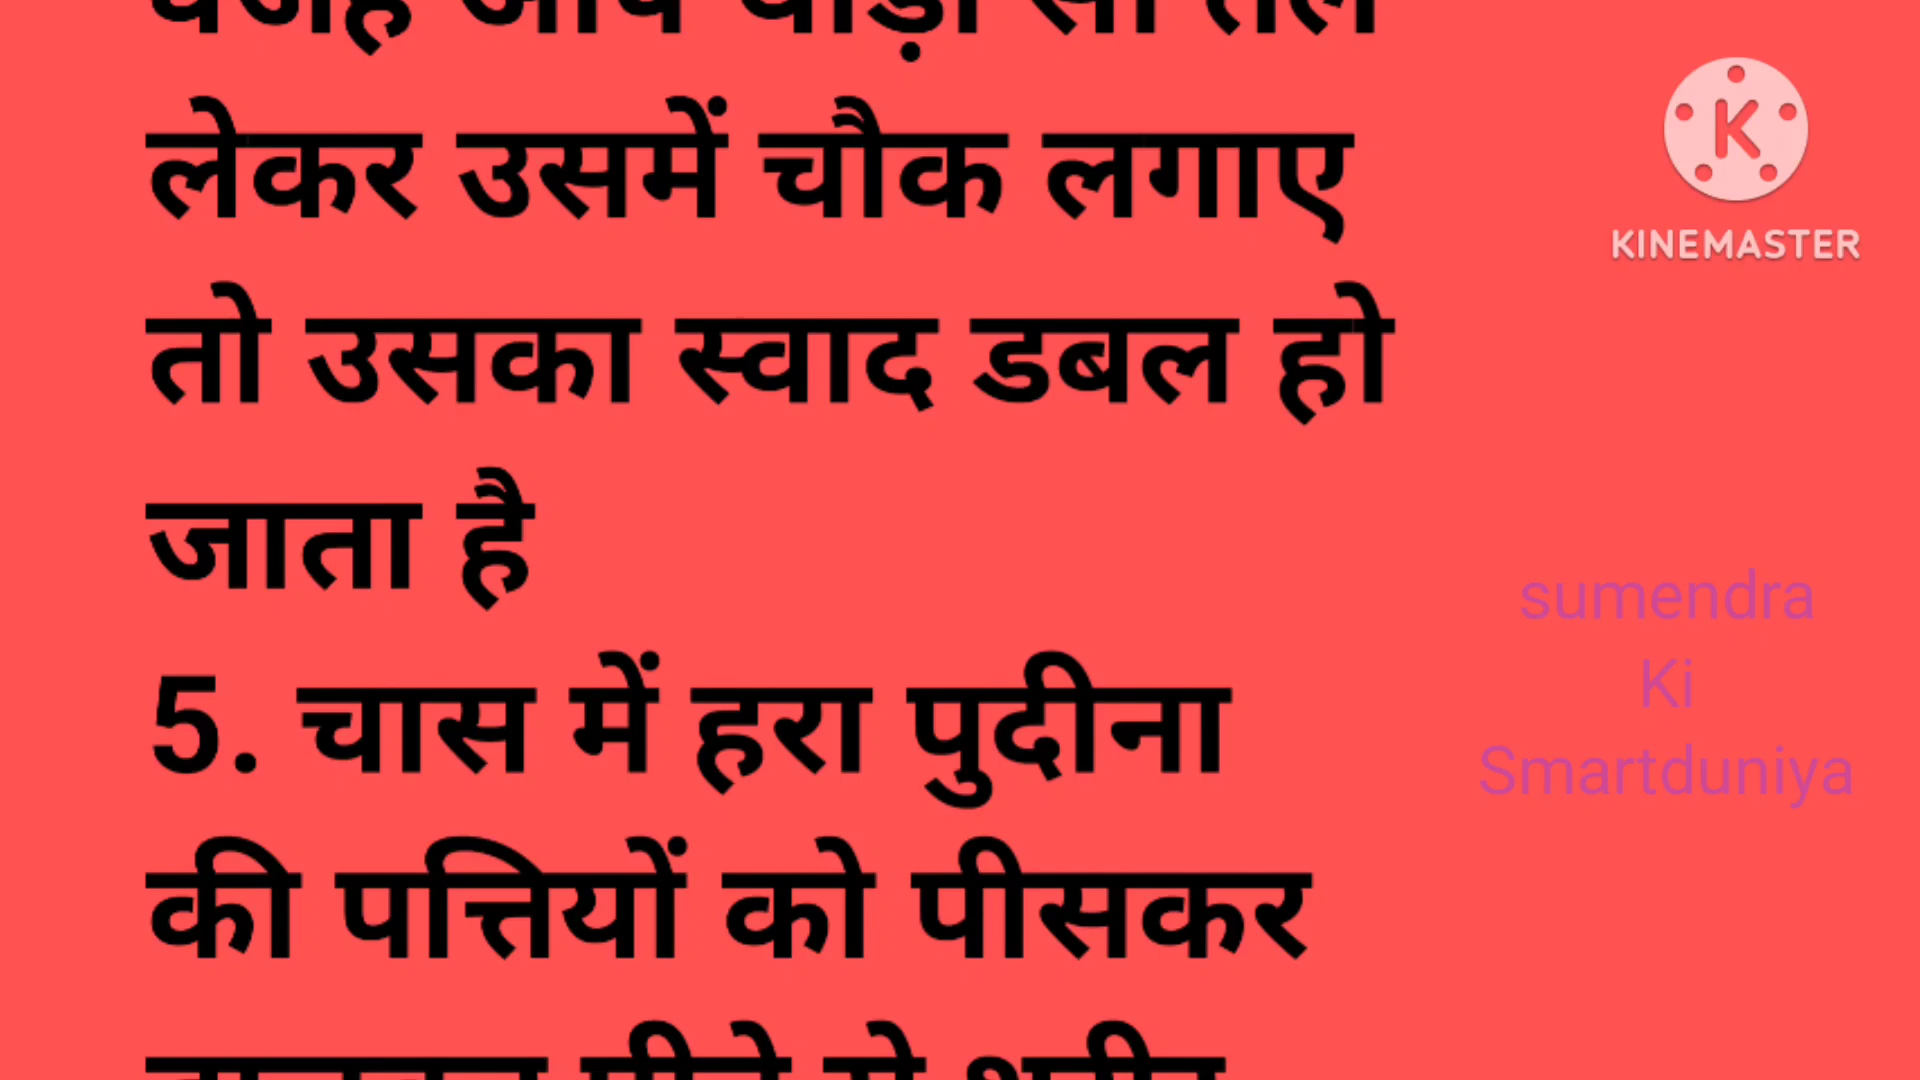 लेकर उसमें चौक लगाए
तो उसका स्वाद डबल हो
जाता है
5. चास में हरा पुदीना
की पत्तियों को पीसकर
K
KINEMASTER
sumendra
Ki
Smartduniya